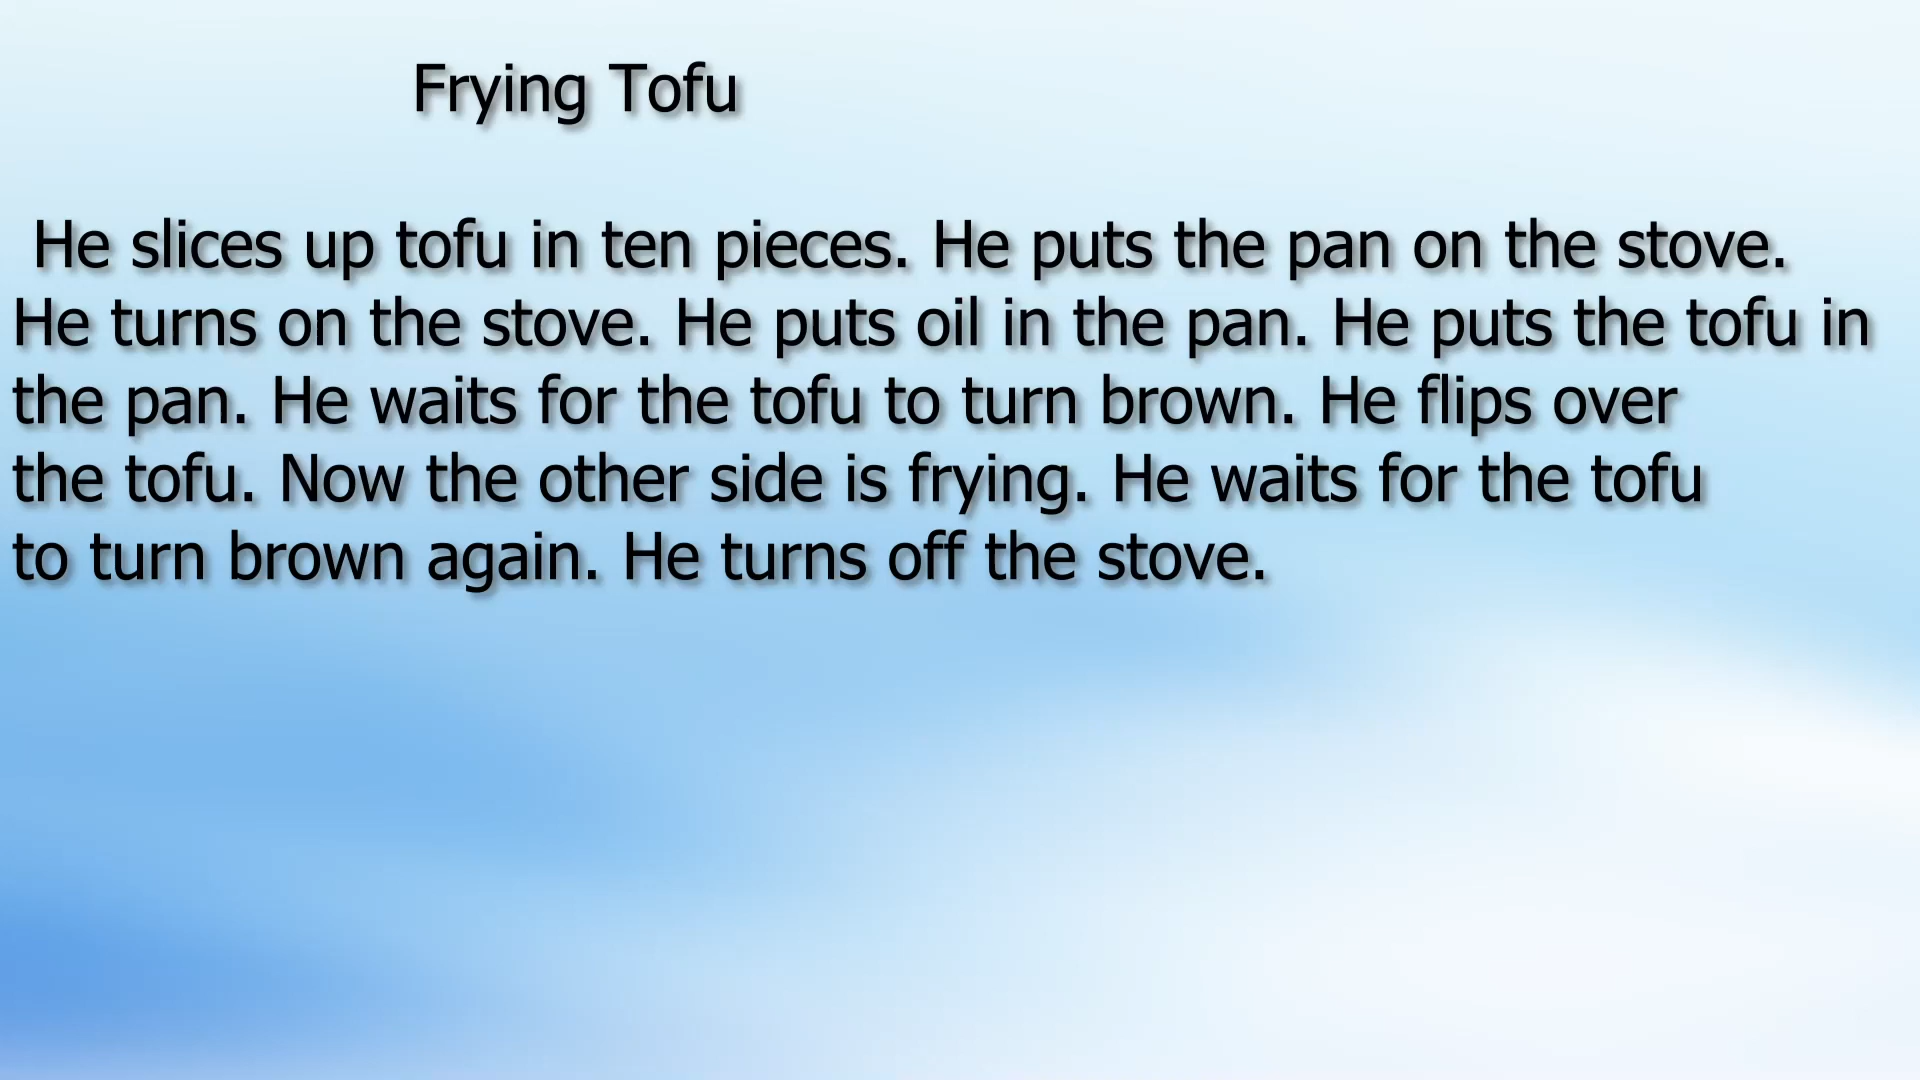 Frying Tofu
He slices up tofu in ten pieces. He puts the pan on the stove.
He turns on the stove. He puts oil in the pan. He puts the tofu in
the pan. He waits for the tofu to turn brown. He flips over
the tofu. Now the other side is frying. He waits for the tofu
to turn brown again. He turns off the stove.